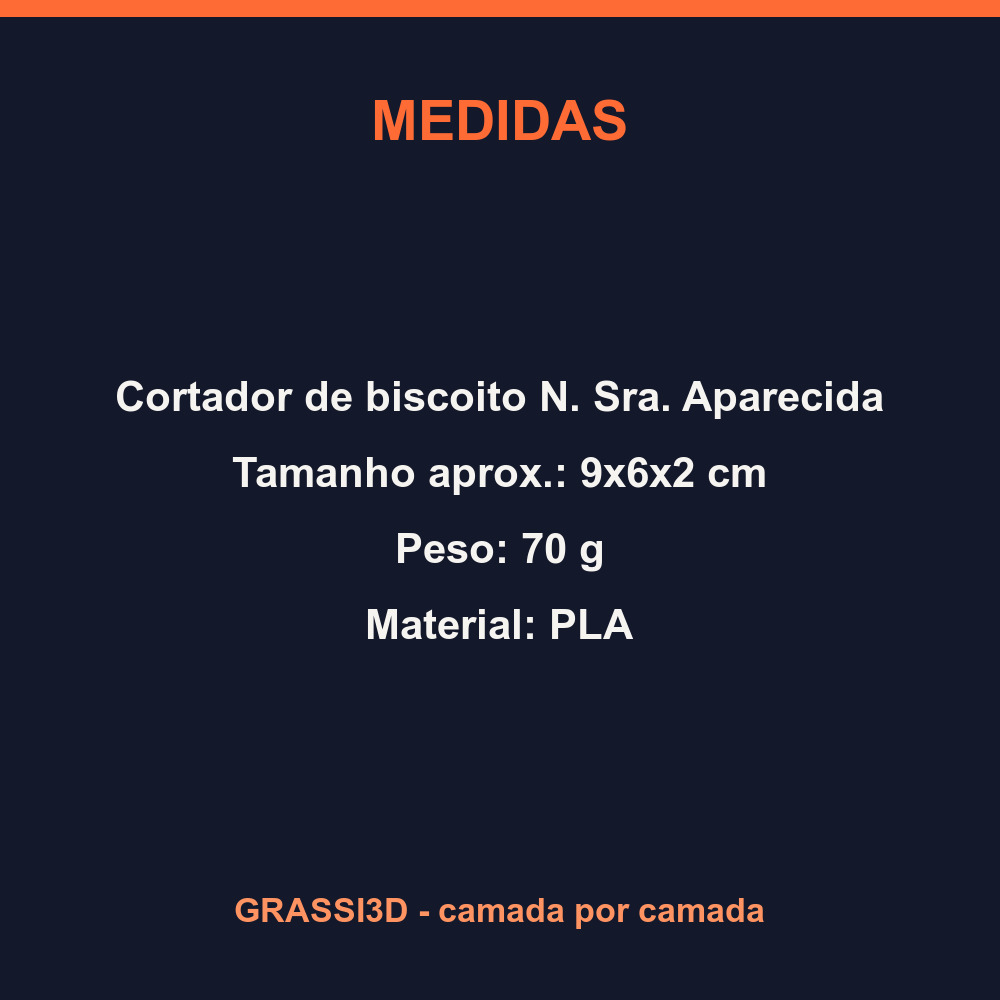 MEDIDAS
Cortador de biscoito N. Sra. Aparecida
Tamanho aprox.: 9x6x2 cm
Peso: 70 g
Material: PLA
GRASSI3D - camada por camada